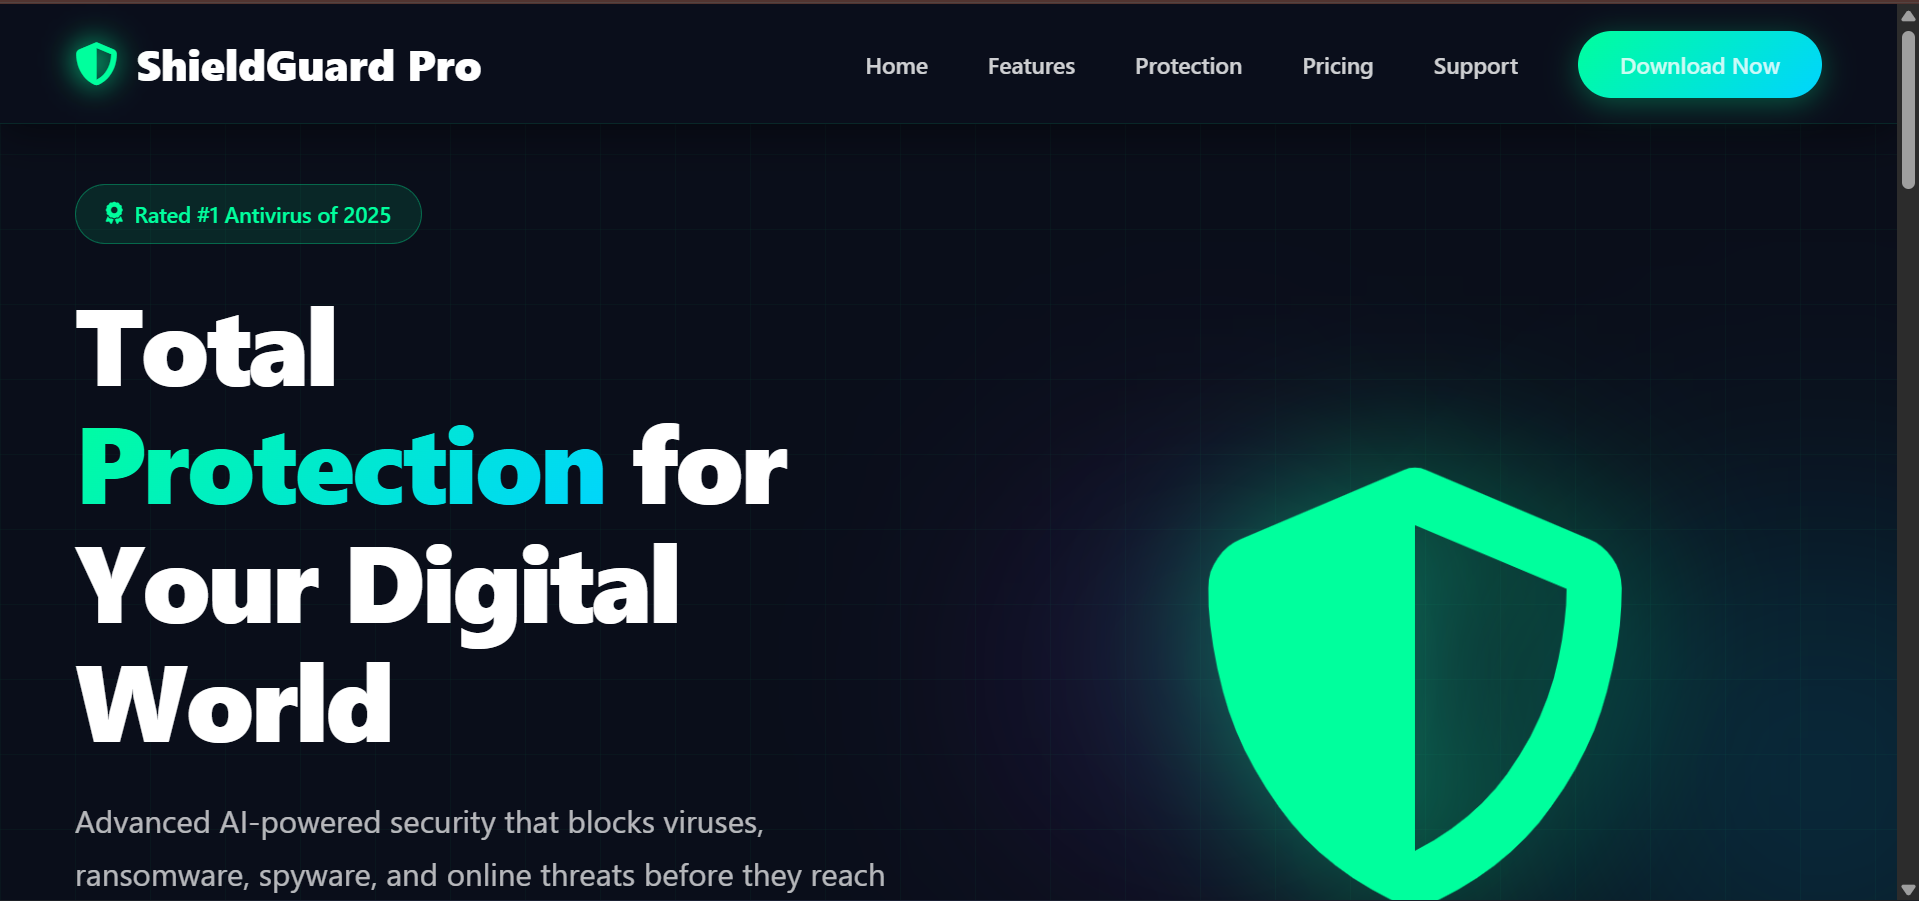 ShieldGuard Pro
Home
Features
Protection
Pricing
Support
Download Now
Rated #1 Antivirus of 2025
Total
Protection for
Your Digital
World
Advanced AI-powered security that blocks viruses,
ransomware, spyware, and online threats before they reach